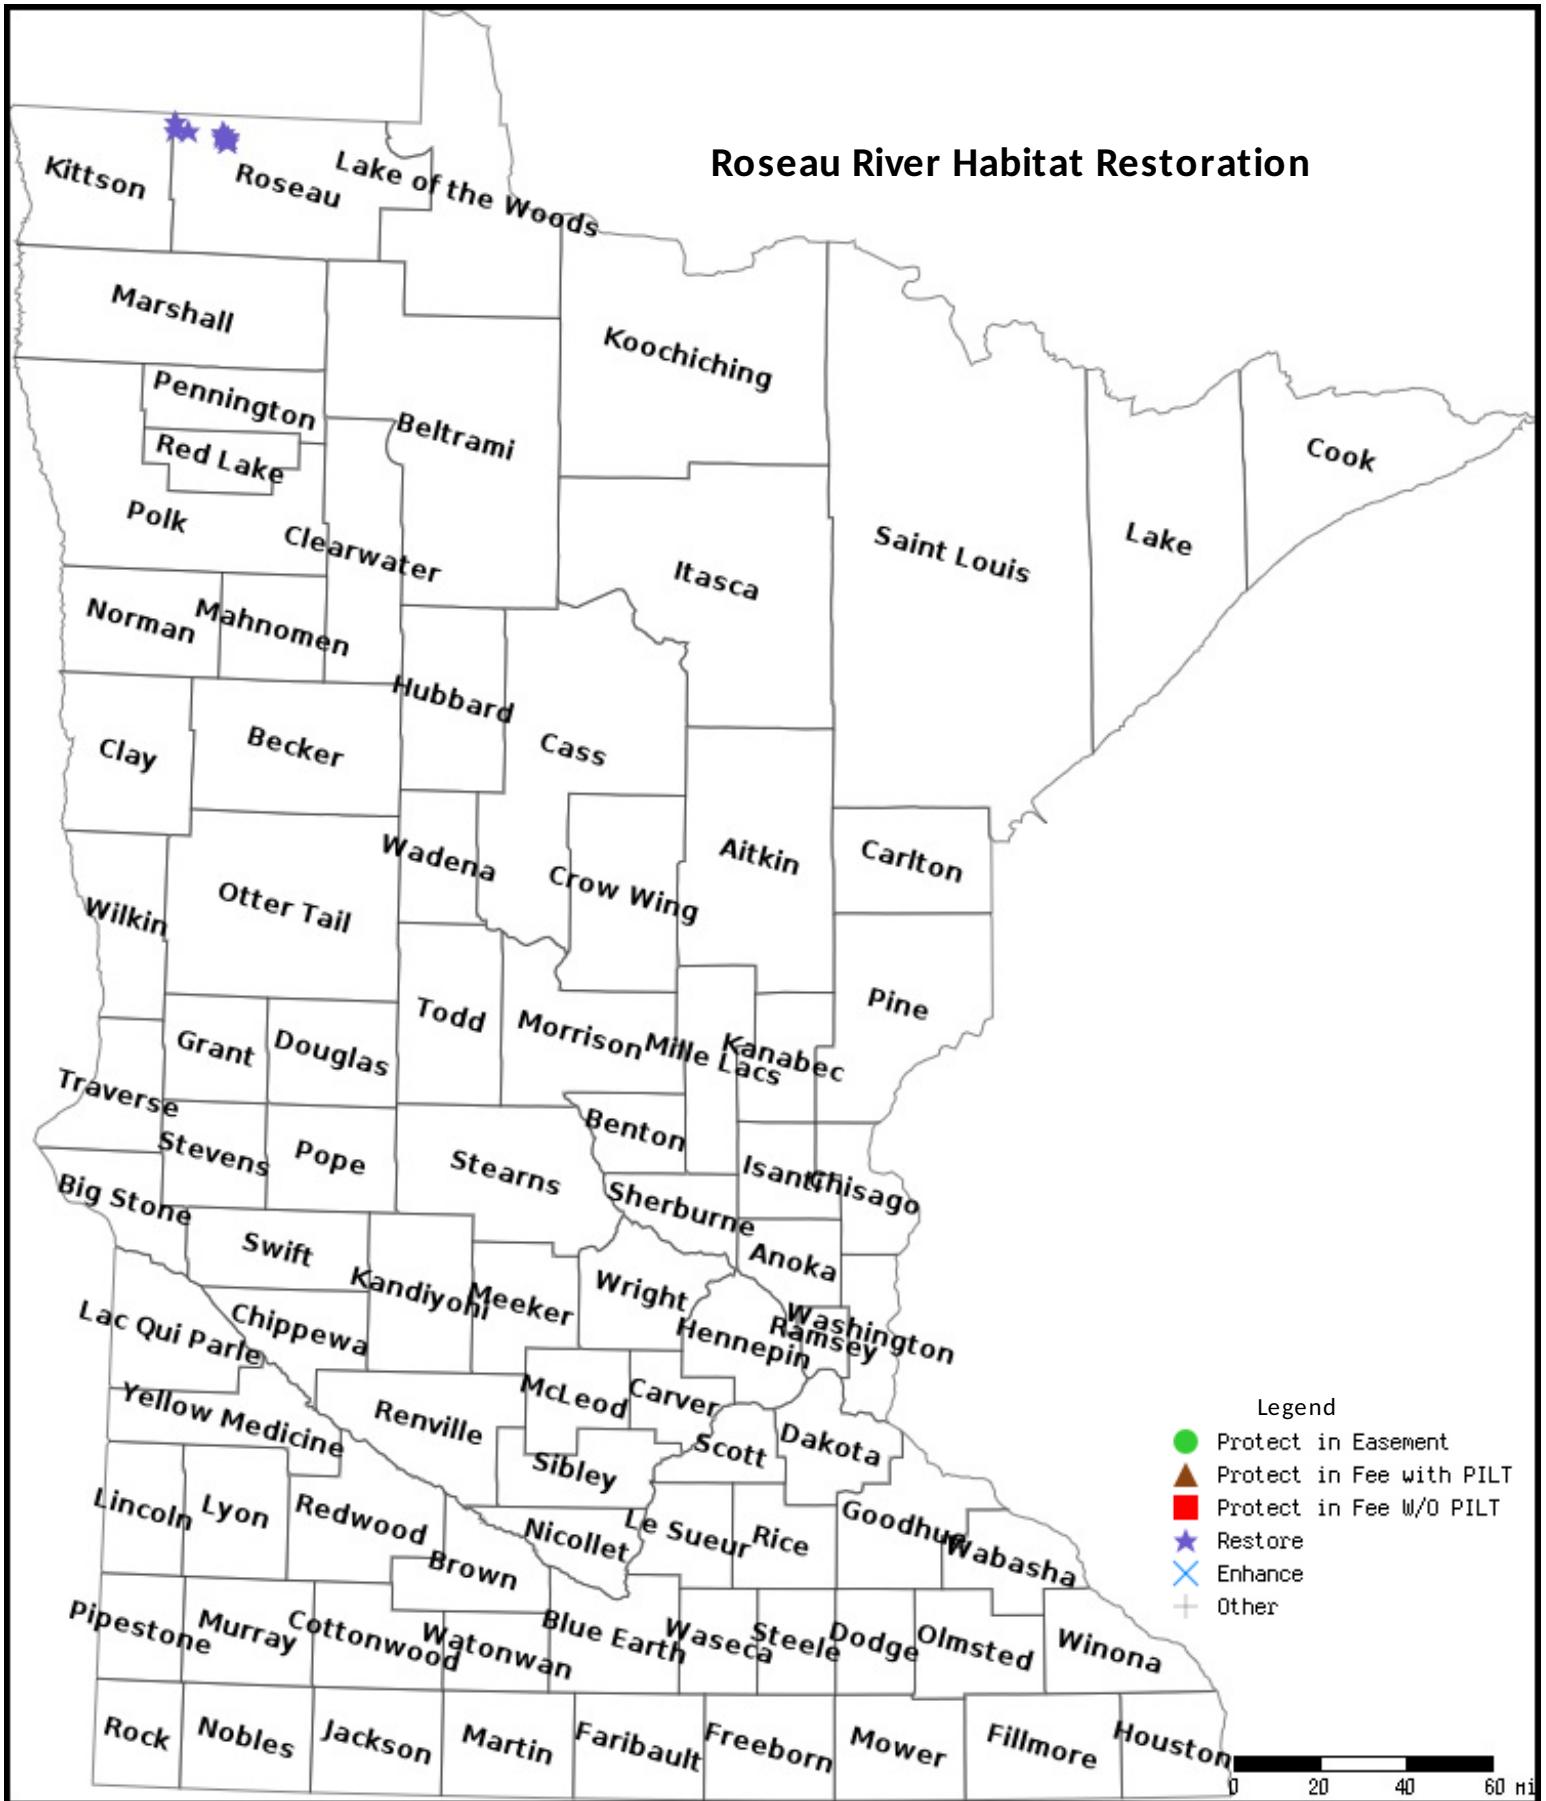 Roseau River Habitat Restoration
Kittson
Roseau
Lake of the Woods
Marshall
Koochiching
Pennington
Beltrami
Red Lake
Cook
Polk
Clearwater
Saint Louis
Lake
Itasca
Norman
Mahnomen
Hubbard
Clay
Becker
Cass
Wadena
Aitkin
Carlton
Crow Wing
Otter Tail
Wilkin
Pine
Todd
Morrison
Mille Lacs
Kanabec
Grant
Douglas
Traverse
Benton
Stevens
Pope
Stearns
Isanti
Chisago
Big Stone
Sherburne
Swift
Anoka
Kandiyohi
Meeker
Wright
Washington
Ramsey
Hennepin
Lac Qui Parle
Chippewa
McLeod
Carver
Yellow Medicine
Renville
Scott
Dakota
Sibley
Lincoln
Lyon
Redwood
Nicollet
Le Sueur
Rice
Goodhue
Wabasha
Brown
Pipestone
Murray
Cottonwood
Watonwan
Blue Earth
Waseca
Steele
Dodge
Olmsted
Winona
Rock
Nobles
Jackson
Martin
Faribault
Freeborn
Mower
Fillmore
Houston
Legend
Protect in Easement
Protect in Fee with PILT
Protect in Fee W/O PILT
Restore
Enhance
Other
0 20 40 60 mi